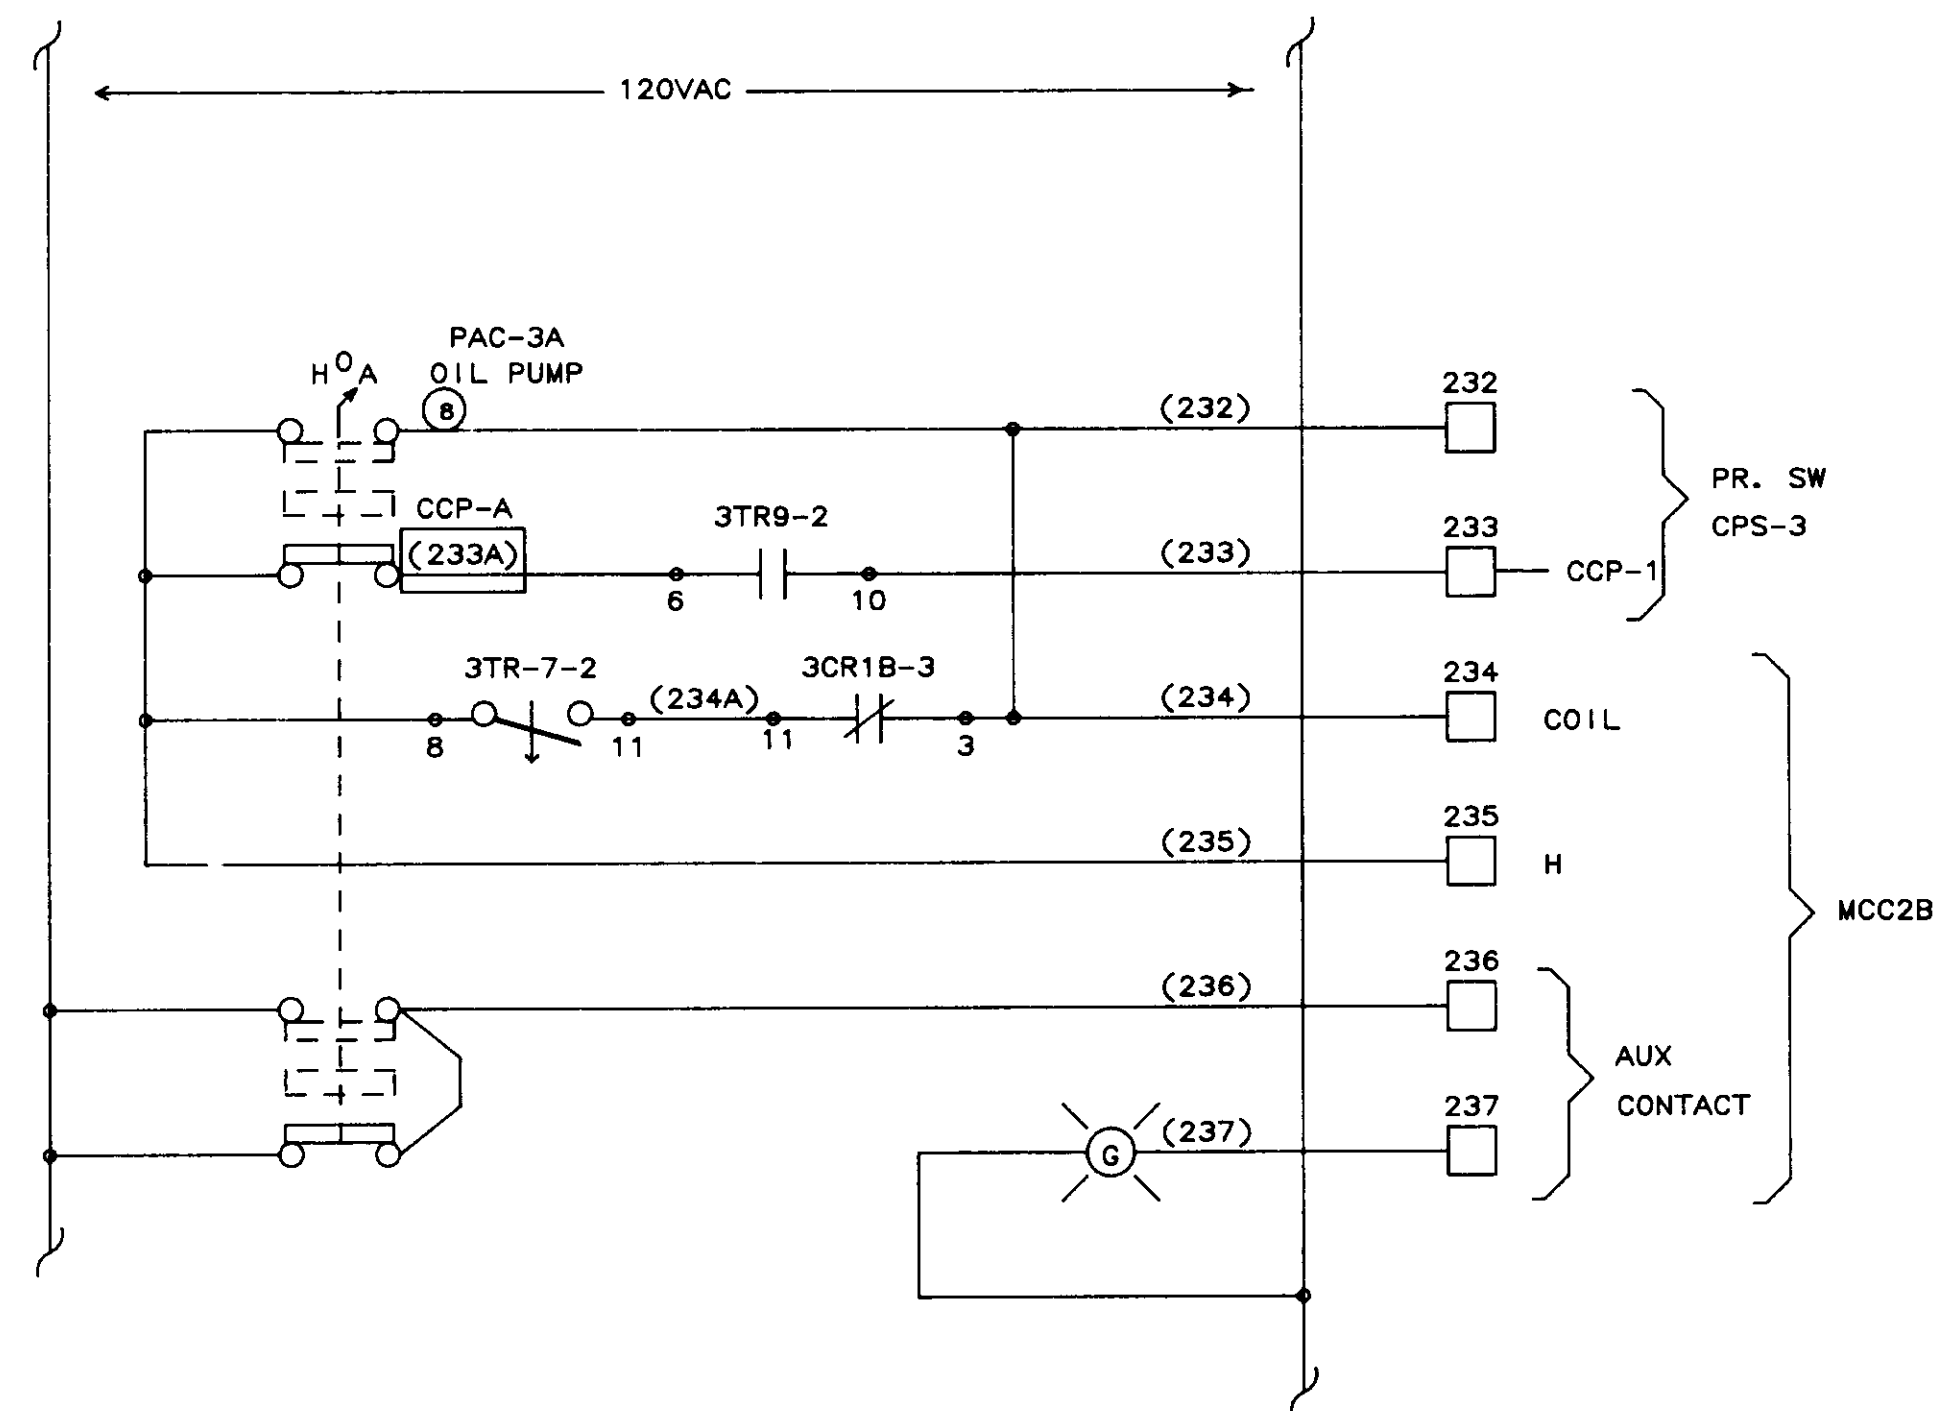 120VAC
PAC-3A
OIL PUMP
H O A
8
(232)
232
PR. SW
CPS-3
CCP-A
(233A)
3TR9-2
6
10
(233)
233
CCP-1
3TR-7-2
8
11
(234A)
11
3CR1B-3
3
(234)
234
COIL
(235)
235
H
MCC2B
(236)
236
AUX
CONTACT
G
(237)
237